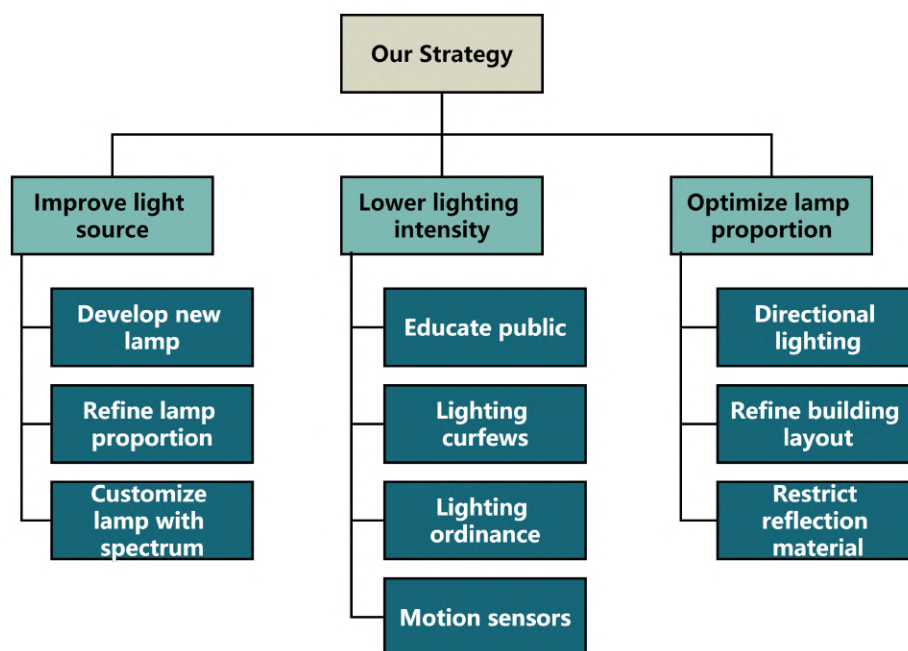 Our Strategy
Improve light
source
Develop new
lamp
Refine lamp
proportion
Customize
lamp with
spectrum
Lower lighting
intensity
Educate public
Lighting
curfews
Lighting
ordinance
Motion sensors
Optimize lamp
proportion
Directional
lighting
Refine building
layout
Restrict
reflection
material